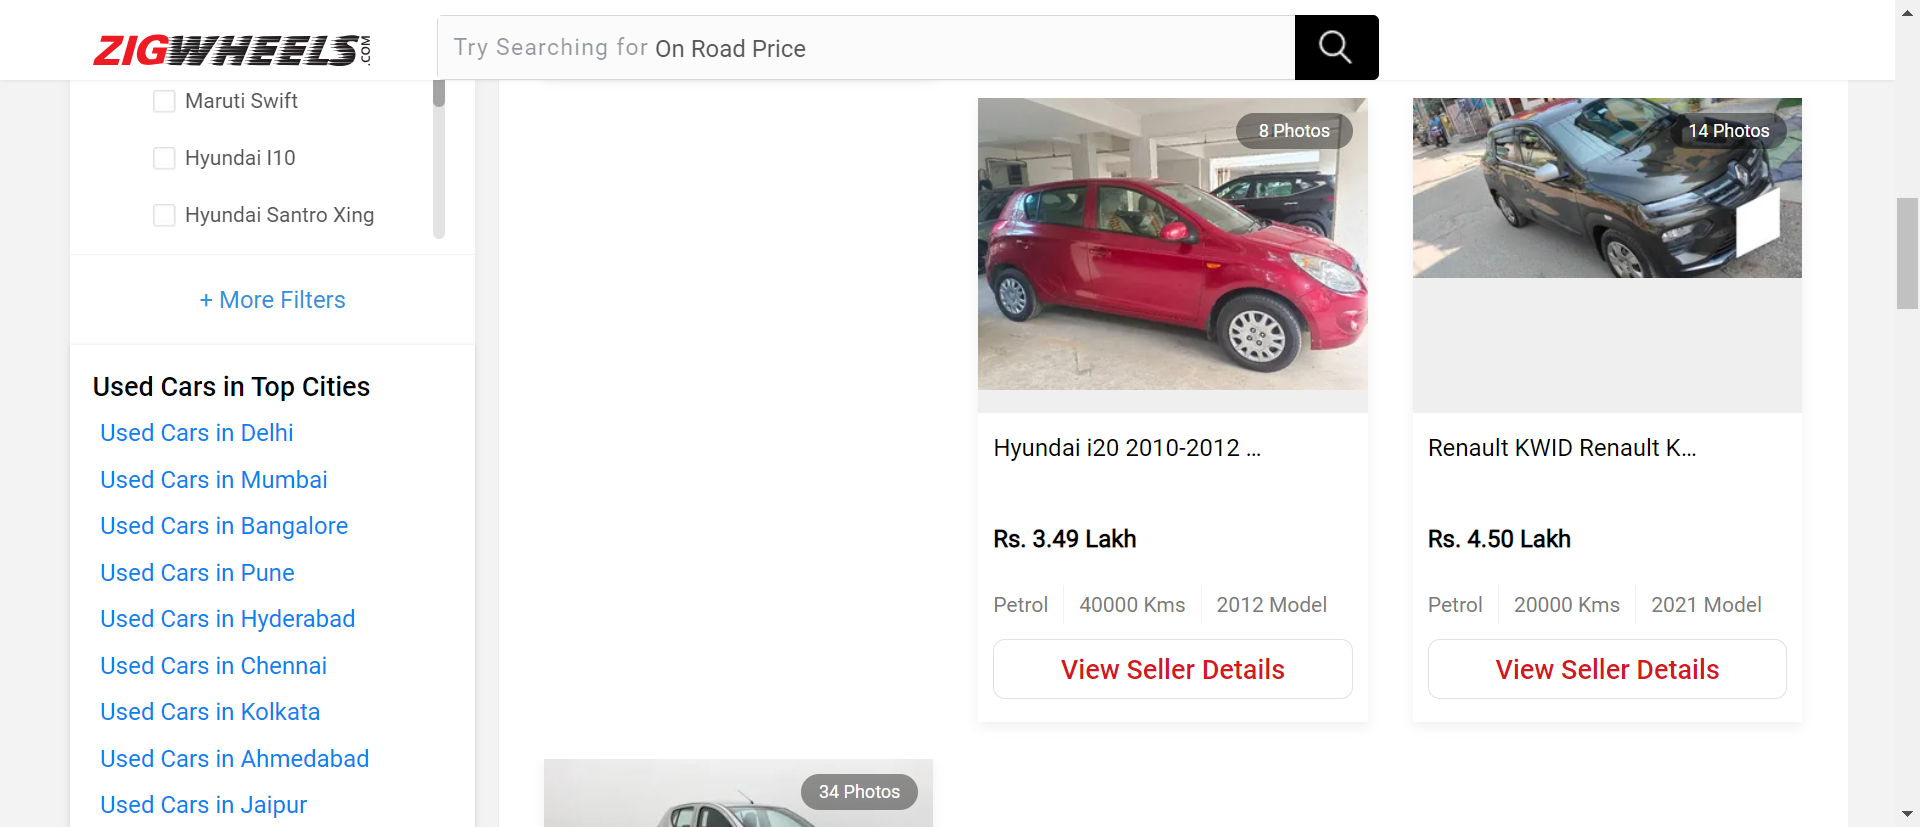 ZIGWHEELS.COM
Try Searching for On Road Price
Maruti Swift
Hyundai I10
Hyundai Santro Xing
+ More Filters
Used Cars in Top Cities
Used Cars in Delhi
Used Cars in Mumbai
Used Cars in Bangalore
Used Cars in Pune
Used Cars in Hyderabad
Used Cars in Chennai
Used Cars in Kolkata
Used Cars in Ahmedabad
Used Cars in Jaipur
8 Photos
Hyundai i20 2010-2012 ...
Rs. 3.49 Lakh
Petrol 40000 Kms 2012 Model
View Seller Details
14 Photos
Renault KWID Renault K...
Rs. 4.50 Lakh
Petrol 20000 Kms 2021 Model
View Seller Details
34 Photos